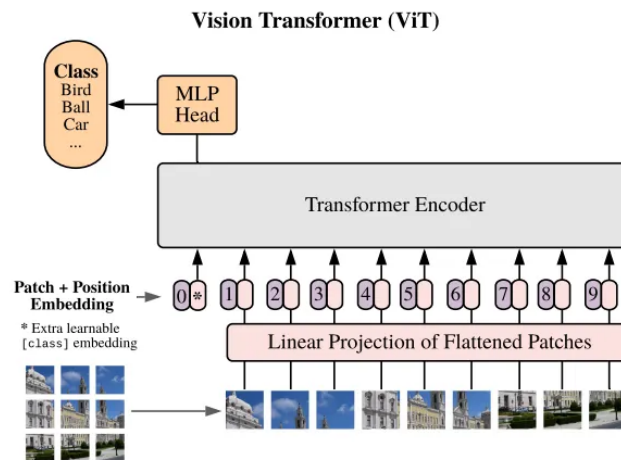 Vision Transformer (ViT)
Class
Bird
Ball
Car
...
MLP
Head
Transformer Encoder
Patch + Position
Embedding
0 * 1 2 3 4 5 6 7 8 9
* Extra learnable
[class] embedding
Linear Projection of Flattened Patches